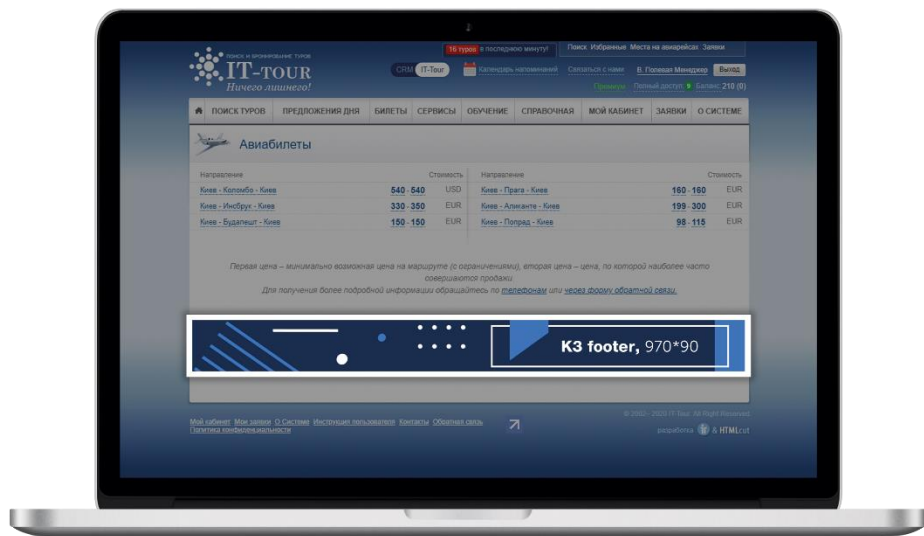 ПОИСК И БРОНИРОВАНИЕ ТУРОВ
IT-TOUR
Ничего лишнего!
16 туров в последнюю минуту!
Поиск Избранные Места на авиарейсах Заявки
CRM IT-Tour
Календарь напоминаний Связаться с нами В. Полевая Менеджер Выход
Полный доступ Баланс 210 (0)
ПОИСК ТУРОВ ПРЕДЛОЖЕНИЯ ДНЯ БИЛЕТЫ СЕРВИСЫ ОБУЧЕНИЕ СПРАВОЧНАЯ МОЙ КАБИНЕТ ЗАЯВКИ О СИСТЕМЕ
Авиабилеты
Направление Стоимость Направление Стоимость
Киев - Коломбо - Киев 540 - 540 USD Киев - Прага - Киев 160 - 160 EUR
Киев - Инсбрук - Киев 330 - 350 EUR Киев - Аликанте - Киев 199 - 300 EUR
Киев - Будапешт - Киев 150 - 150 EUR Киев - Попрад - Киев 98 - 115 EUR
Первая цена – минимально возможная цена на маршруте (с ограничениями), вторая цена – цена, по которой наиболее часто
совершаются продажи
Для получения более подробной информации обращайтесь по телефонам или через форму обратной связи.
K3 footer, 970*90
Мой кабинет Мои заявки О Системе Инструкция пользователя Контакты Обратная связь
Политика конфиденциальности
© 2002- 2020 IT-Tour. All Right Reserved.
разработка & HTMLcut